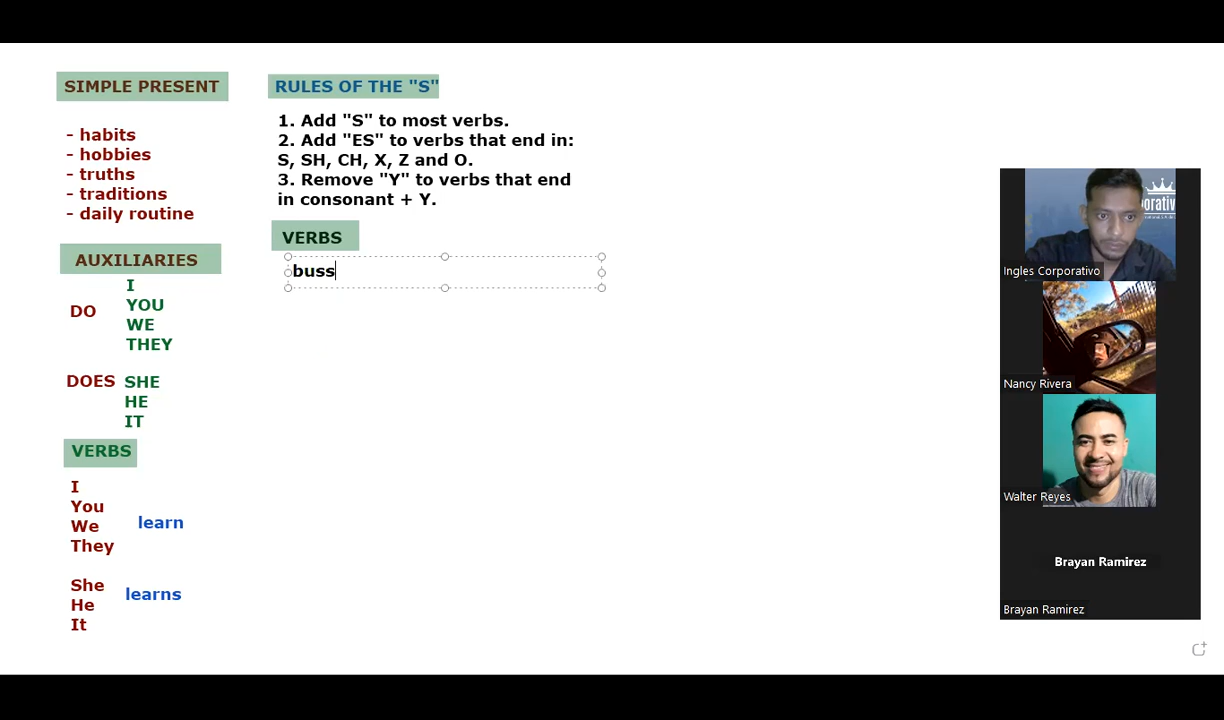 SIMPLE PRESENT
- habits
- hobbies
- truths
- traditions
- daily routine
AUXILIARIES
DO
I
YOU
WE
THEY
DOES
SHE
HE
IT
VERBS
I
You
We
They
learn
She
He
It
learns
RULES OF THE "S"
1. Add "S" to most verbs.
2. Add "ES" to verbs that end in:
S, SH, CH, X, Z and O.
3. Remove "Y" to verbs that end
in consonant + Y.
VERBS
buss
Ingles Corporativo
Nancy Rivera
Walter Reyes
Brayan Ramirez
Brayan Ramirez